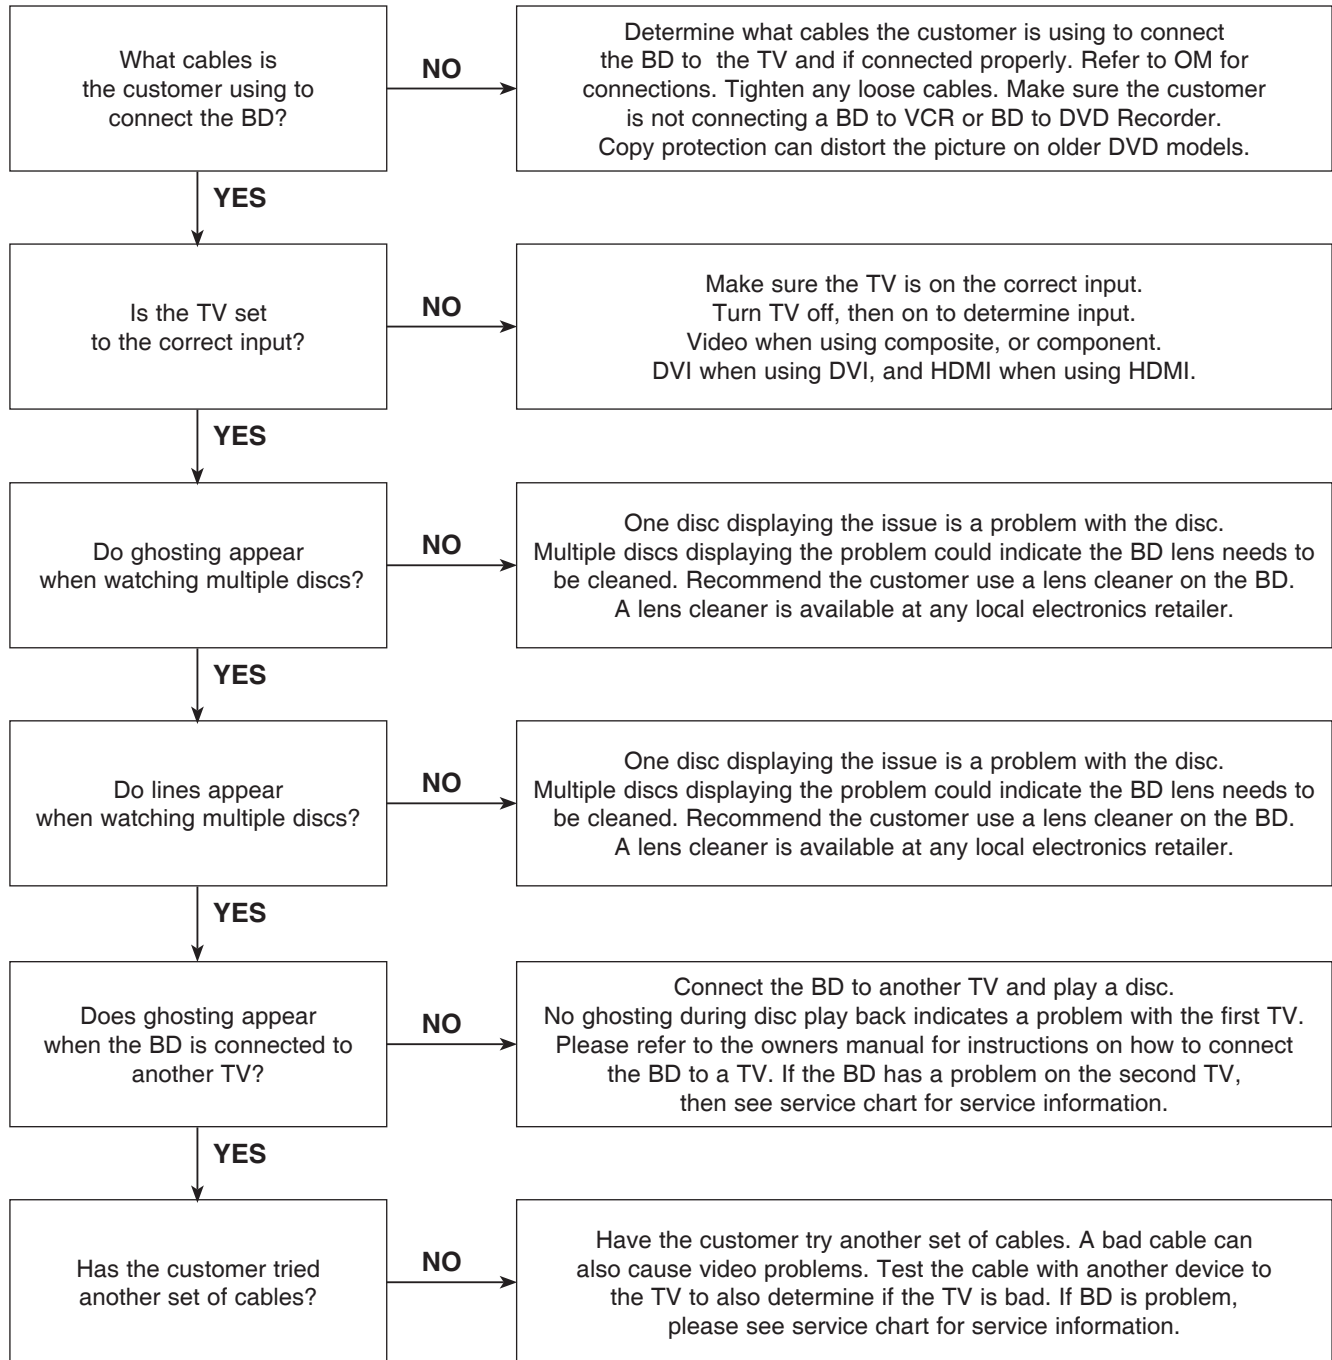 What cables is
the customer using to
connect the BD?
NO
Determine what cables the customer is using to connect
the BD to the TV and if connected properly. Refer to OM for
connections. Tighten any loose cables. Make sure the customer
is not connecting a BD to VCR or BD to DVD Recorder.
Copy protection can distort the picture on older DVD models.
YES
Is the TV set
to the correct input?
NO
Make sure the TV is on the correct input.
Turn TV off, then on to determine input.
Video when using composite, or component.
DVI when using DVI, and HDMI when using HDMI.
YES
Do ghosting appear
when watching multiple discs?
NO
One disc displaying the issue is a problem with the disc.
Multiple discs displaying the problem could indicate the BD lens needs to
be cleaned. Recommend the customer use a lens cleaner on the BD.
A lens cleaner is available at any local electronics retailer.
YES
Do lines appear
when watching multiple discs?
NO
One disc displaying the issue is a problem with the disc.
Multiple discs displaying the problem could indicate the BD lens needs to
be cleaned. Recommend the customer use a lens cleaner on the BD.
A lens cleaner is available at any local electronics retailer.
YES
Does ghosting appear
when the BD is connected to
another TV?
NO
Connect the BD to another TV and play a disc.
No ghosting during disc play back indicates a problem with the first TV.
Please refer to the owners manual for instructions on how to connect
the BD to a TV. If the BD has a problem on the second TV,
then see service chart for service information.
YES
Has the customer tried
another set of cables?
NO
Have the customer try another set of cables. A bad cable can
also cause video problems. Test the cable with another device to
the TV to also determine if the TV is bad. If BD is problem,
please see service chart for service information.